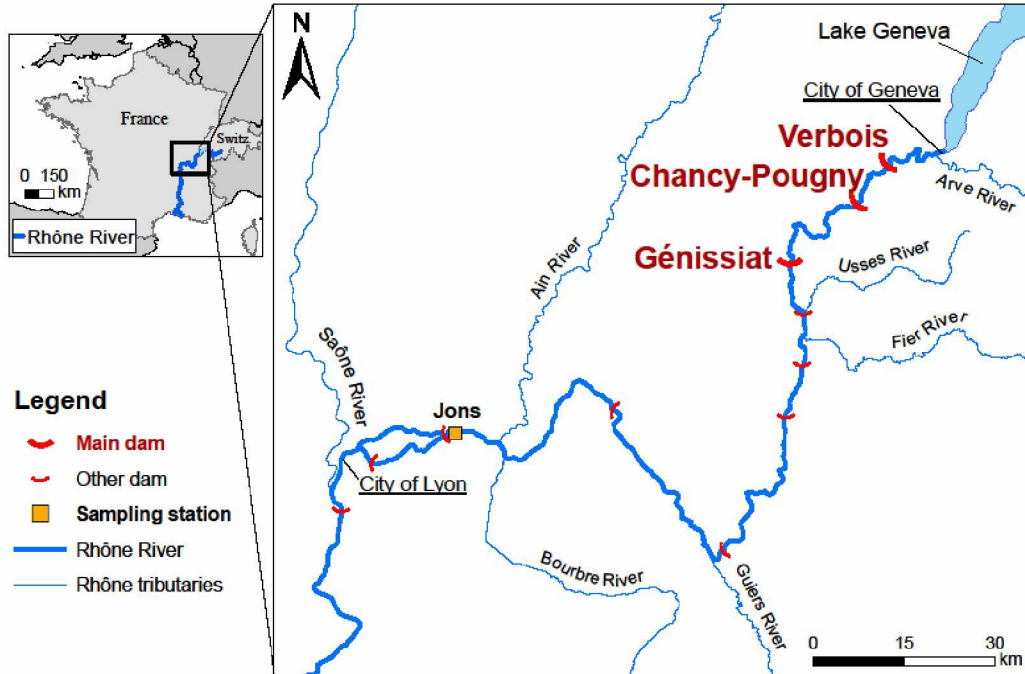 France
Switz
0 150
km
Rhône River
N
Lake Geneva
City of Geneva
Verbois
Chancy-Pougny
Arve River
Génissiat
Usses River
Ain River
Fier River
Saône River
Jons
City of Lyon
Bourbre River
Guiers River
Legend
Main dam
Other dam
Sampling station
Rhône River
Rhône tributaries
0 15 30
km